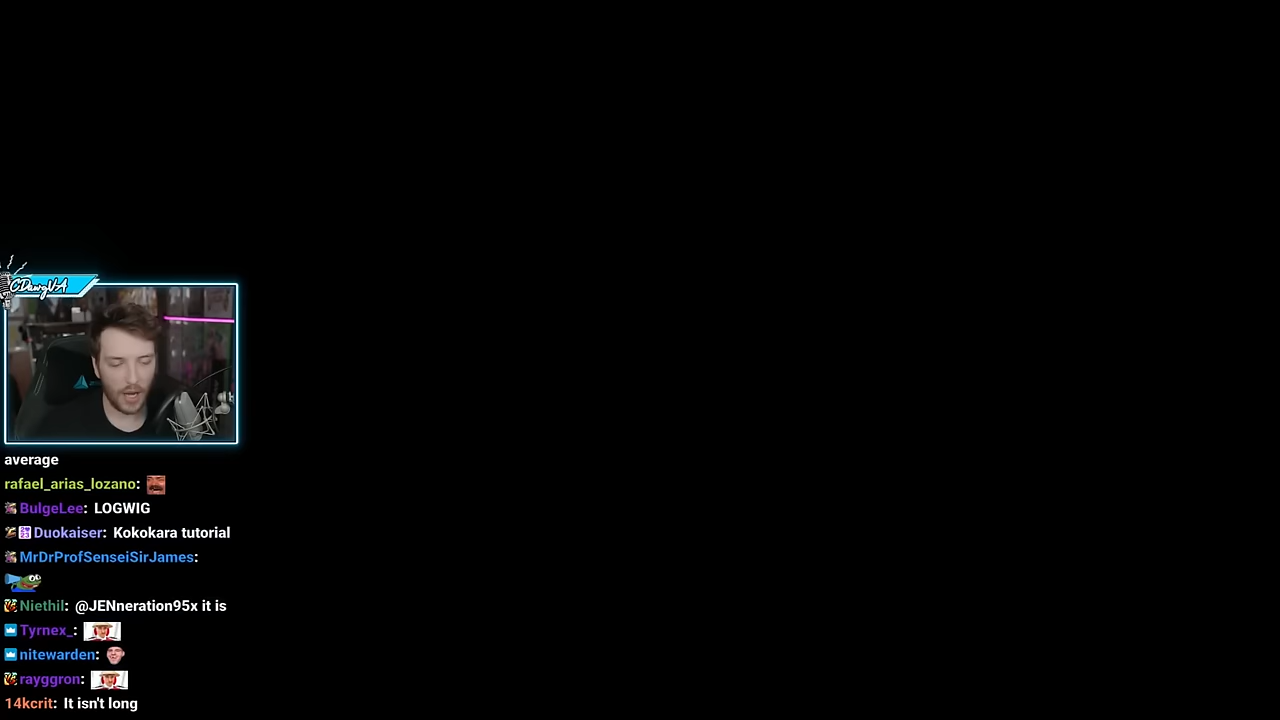 CDawgVA
average
rafael_arias_lozano:
BulgeLee: LOGWIG
Duokaiser: Kokokara tutorial
MrDrProfSenseiSirJames:
Niethil: @JENneration95x it is
Tyrnex_:
nitewarden:
rayggron:
14kcrit: It isn't long